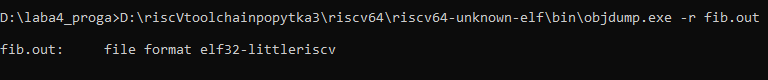 D:\laba4_proga>D:\riscVtoolchainpopytka3\riscv64\riscv64-unknown-elf\bin\objdump.exe -r fib.out
fib.out:     file format elf32-littleriscv